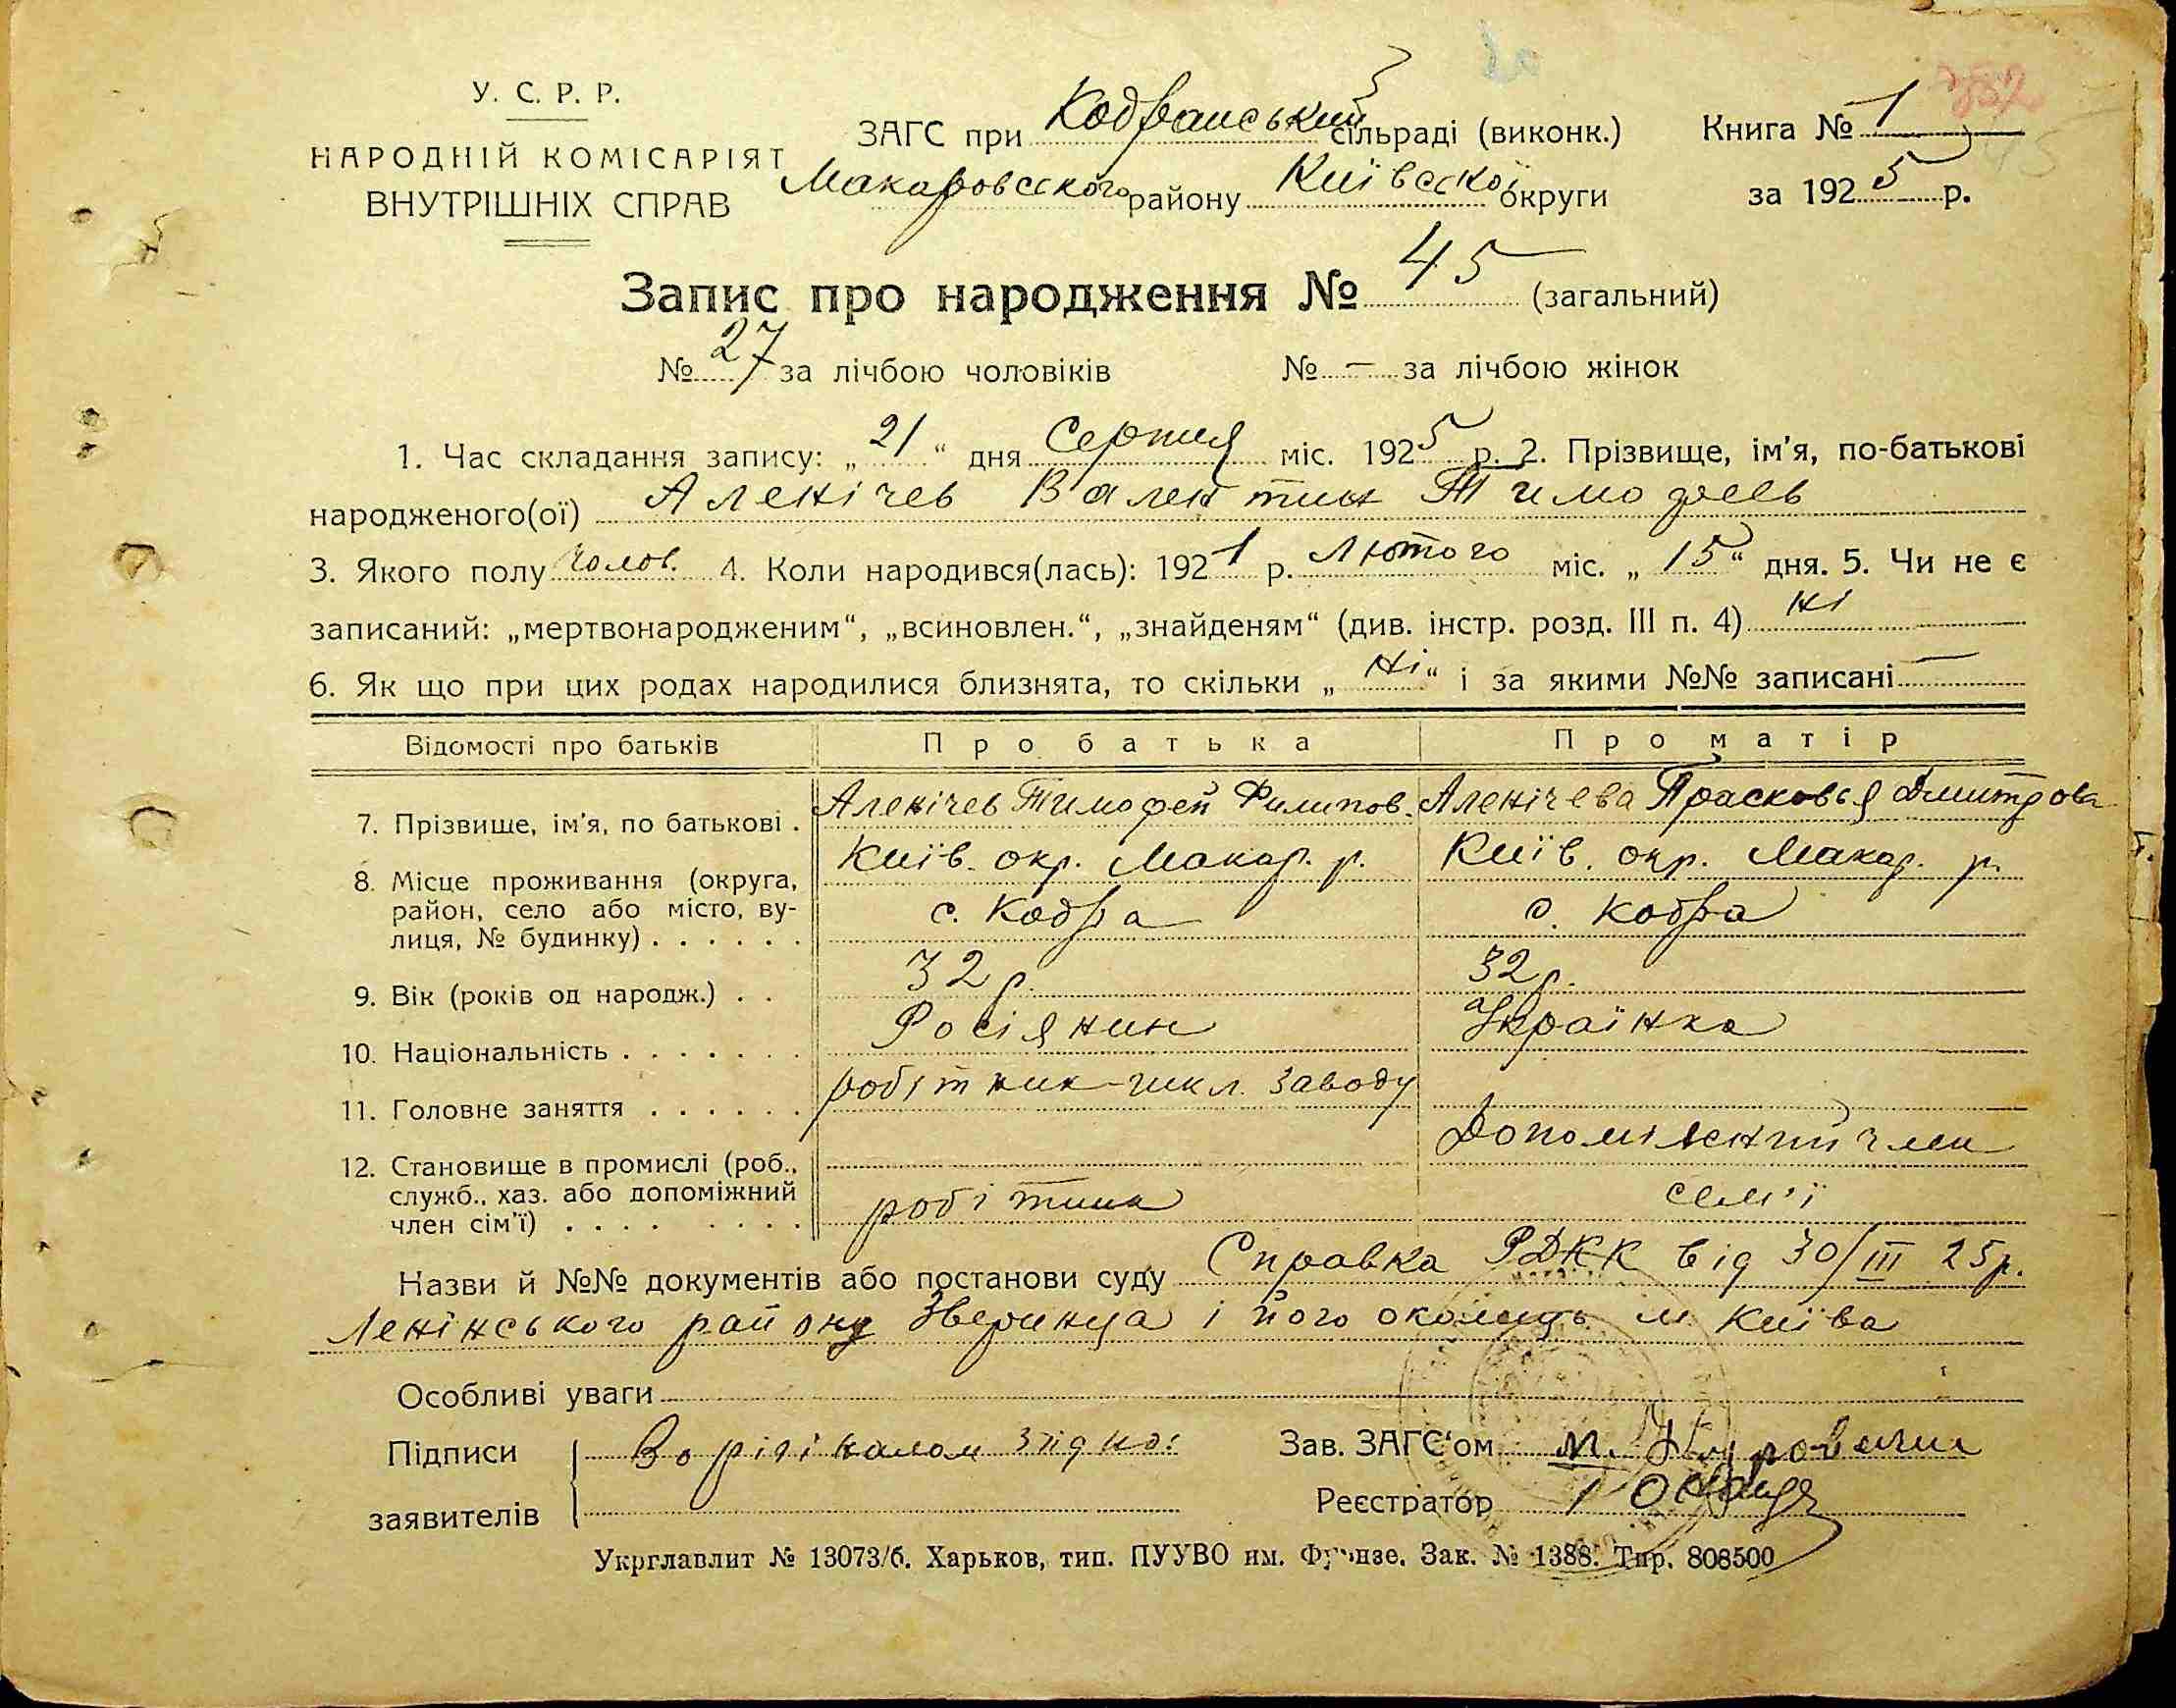 У. С. Р. Р.
НАРОДНІЙ КОМІСАРІЯТ
ВНУТРІШНІХ СПРАВ
ЗАГС при Кодранський сільраді (виконк.) Книга № 1
Макаровсского району Київсской округи за 1925 р.
Запис про народження № 45 (загальний)
№ 27 за лічбою чоловіків № — за лічбою жінок
1. Час складання запису: „21“ дня Серпня міс. 1925 р. 2. Прізвище, ім'я, по-батькові
народженого(ої) Аленічев Валентин Тимофеев
3. Якого полу чолов. 4. Коли народився(лась): 1921 р. Лютого міс. „15“ дня. 5. Чи не є
записаний: „мертвонародженим“, „всиновлен.“, „знайденям“ (див. інстр. розд. III п. 4) ні
6. Як що при цих родах народилися близнята, то скільки „ні“ і за якими №№ записані —
Відомості про батьків Про батька Про матір
7. Прізвище, ім'я, по батькові . Аленічев Тимофей Филипов. Аленічева Прасковья Дмитрова
8. Місце проживання (округа, район, село або місто, вулиця, № будинку) . . . . . . Київ. окр. Макар. р. Київ. окр. Макар. р.
с. Кодра с. Кодра
9. Вік (років од народж.) . . 32 р. 32 р.
10. Національність . . . . . . . Росіянин Українка
11. Головне заняття . . . . . . робітник заводу
12. Становище в промислі (роб., служб., хаз. або допоміжний член сім'ї) . . . . робітник Допоміжний член
сем'ї
Назви й №№ документів або постанови суду Справка РДКК від 30/III 25р.
Ленінського району Звериньця і його околиць м. Київа
Особливі уваги
Підписи
заявителів
З орігіналом згідно:
Зав. ЗАГС'ом М.
Реєстратор
Укрглавлит № 13073/б. Харьков, тип. ПУУВО им. Фрунзе. Зак. № 1388. Тир. 808500